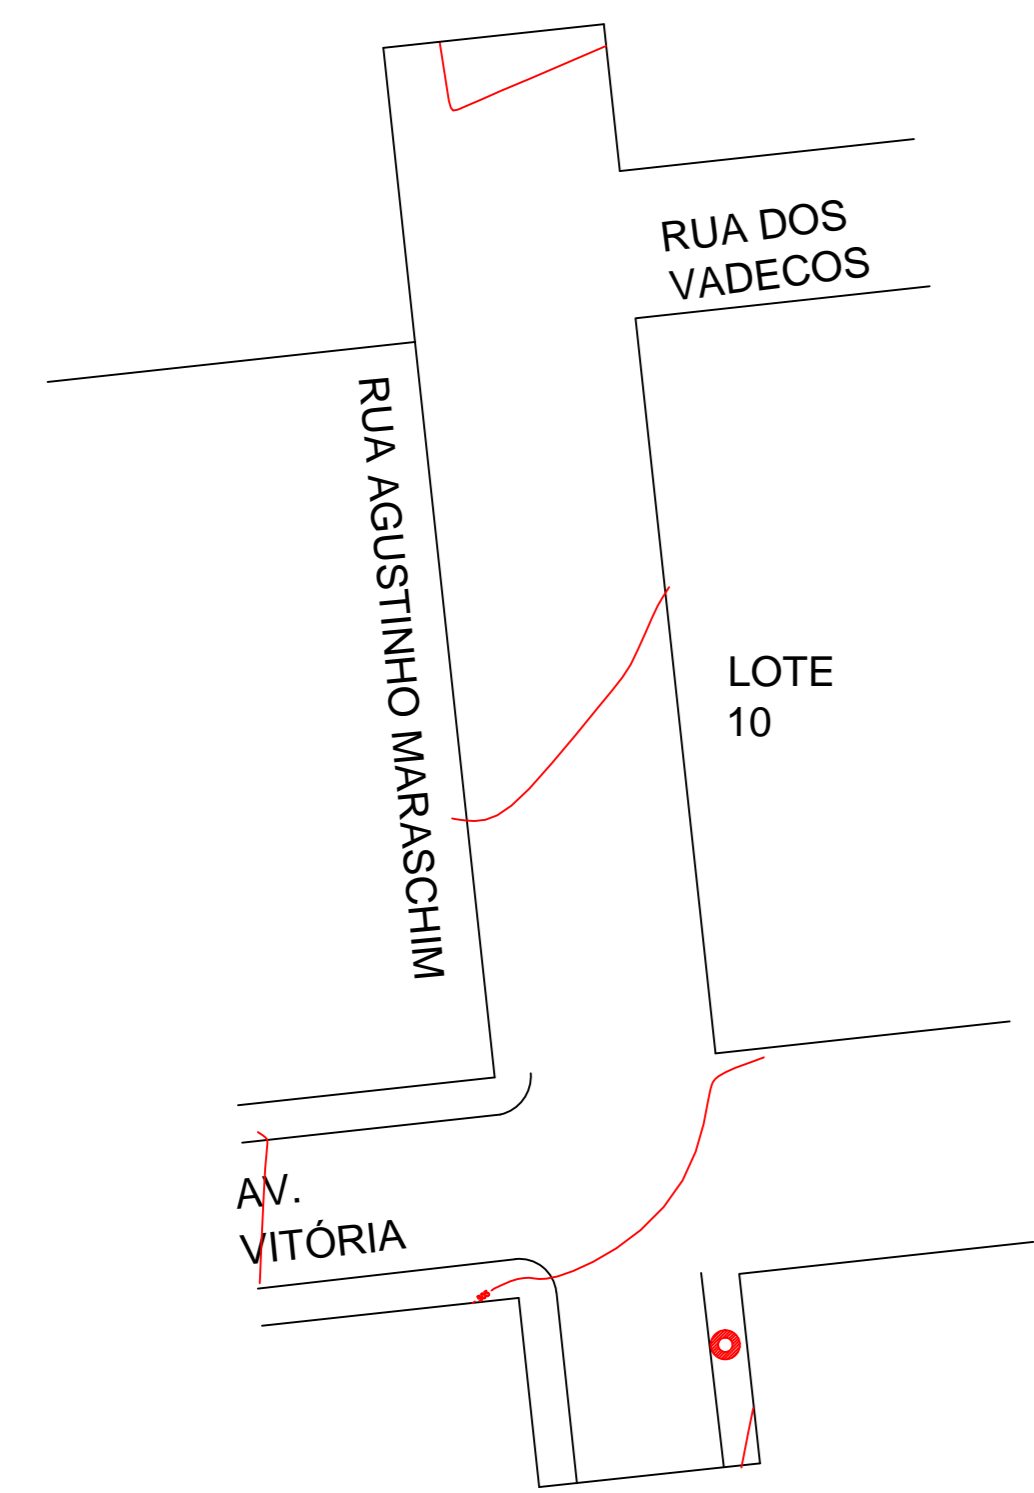 RUA DOS
VADECOS
RUA AGUSTINHO MARASCHIM
LOTE
10
AV.
VITÓRIA